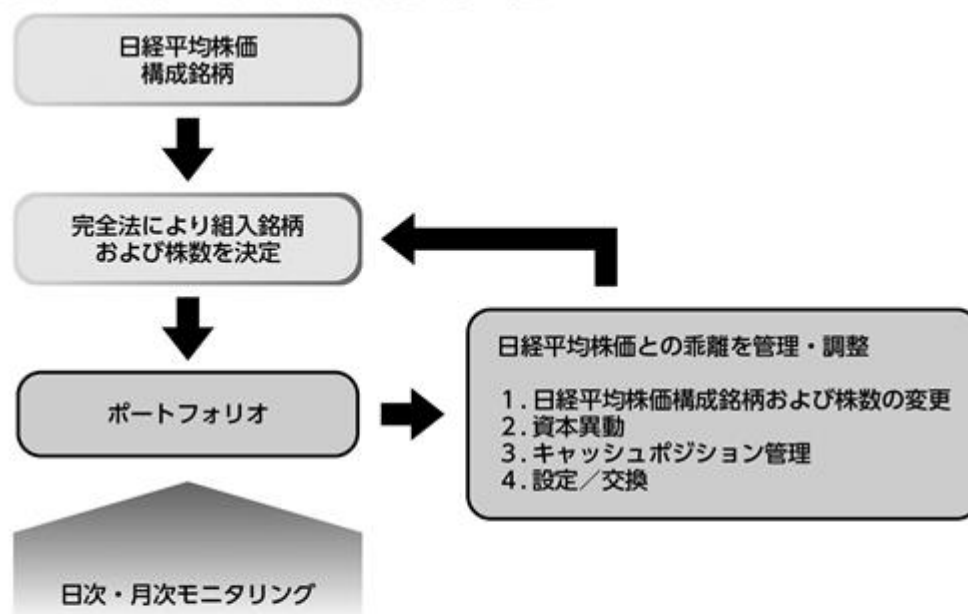 日経平均株価
構成銘柄
完全法により組入銘柄
および株数を決定
ポートフォリオ
日経平均株価との乖離を管理・調整
1.日経平均株価構成銘柄および株数の変更
2.資本異動
3.キャッシュポジション管理
4.設定／交換
日次・月次モニタリング